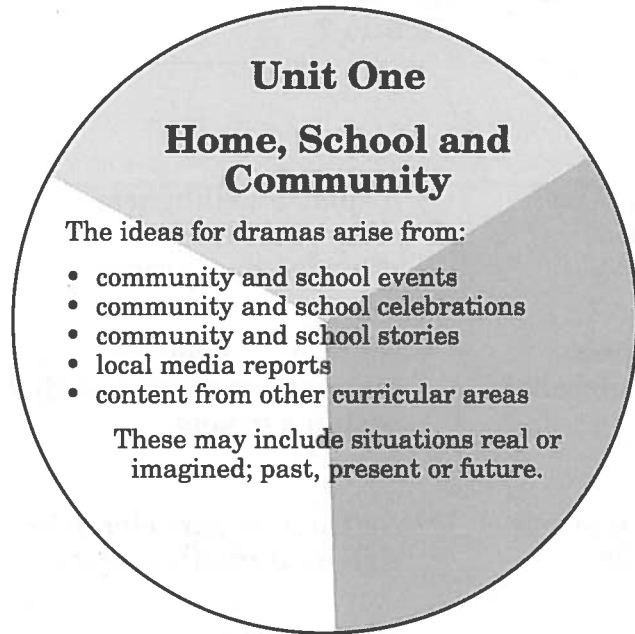 Unit One
Home, School and
Community
The ideas for dramas arise from:
• community and school events
• community and school celebrations
• community and school stories
• local media reports
• content from other curricular areas
These may include situations real or
imagined; past, present or future.